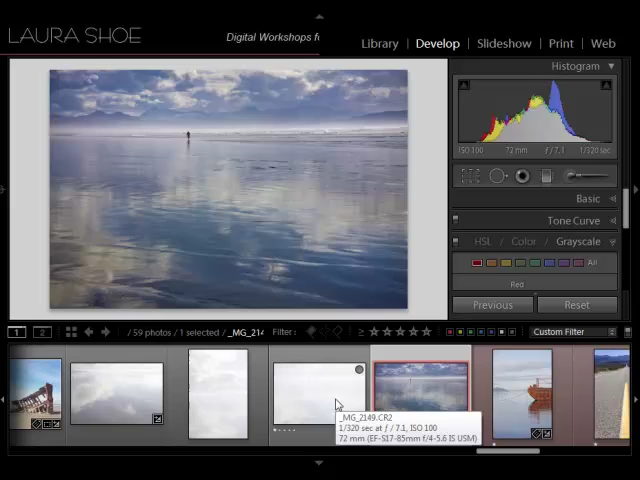 LAURA SHOE
Digital Workshops fo
Library | Develop | Slideshow | Print | Web
Histogram
ISO 100 72 mm ƒ / 7.1 1/320 sec
Basic
Tone Curve
HSL / Color / Grayscale
All
Red
Previous Reset
1 2 / 59 photos / 1 selected / _MG_214 Filter : Custom Filter
_MG_2149.CR2
1/320 sec at ƒ / 7.1, ISO 100
72 mm (EF-S17-85mm f/4-5.6 IS USM)